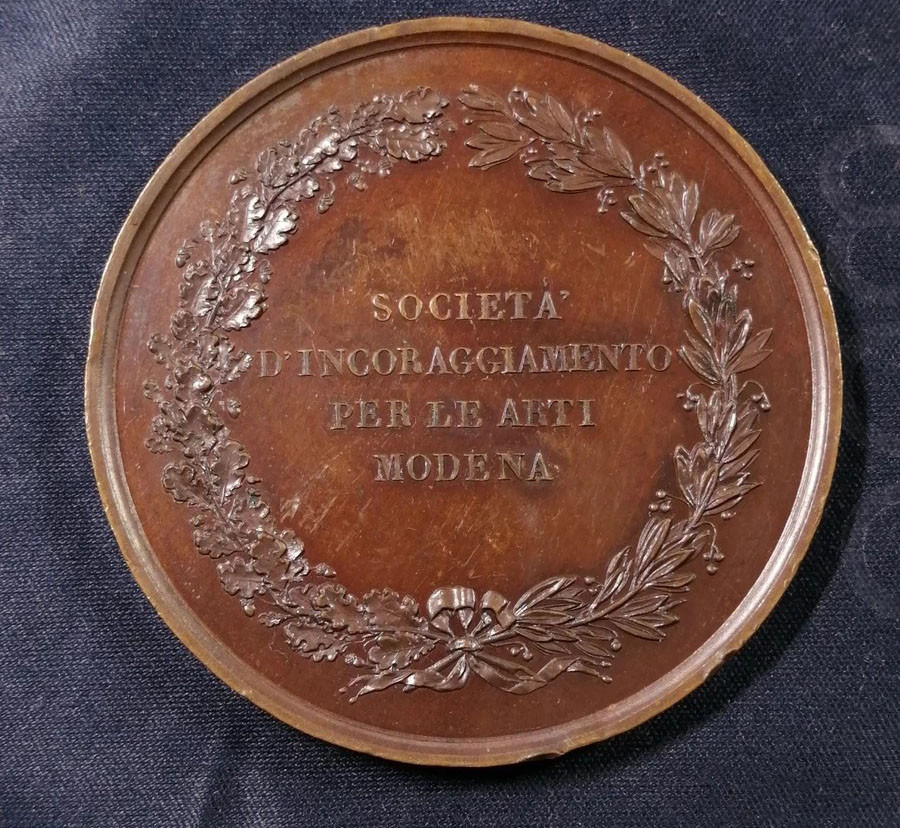 SOCIETA'
D'INCORAGGIAMENTO
PER LE ARTI
MODENA